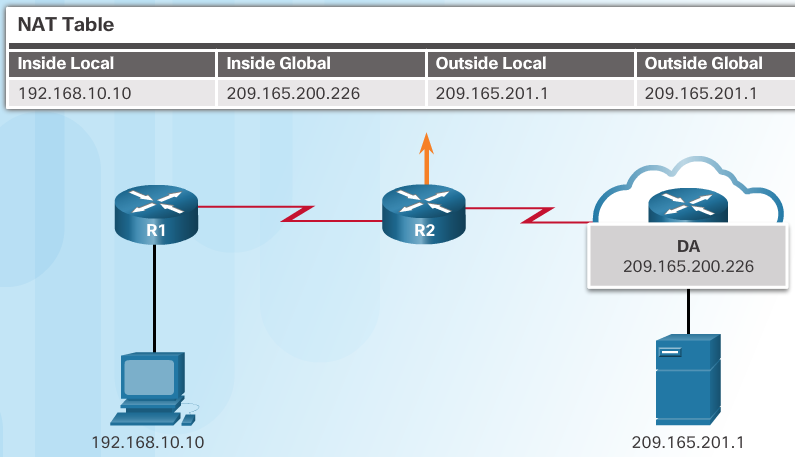 NAT Table
Inside Local Inside Global Outside Local Outside Global
192.168.10.10 209.165.200.226 209.165.201.1 209.165.201.1
R1 R2
DA
209.165.200.226
192.168.10.10 209.165.201.1